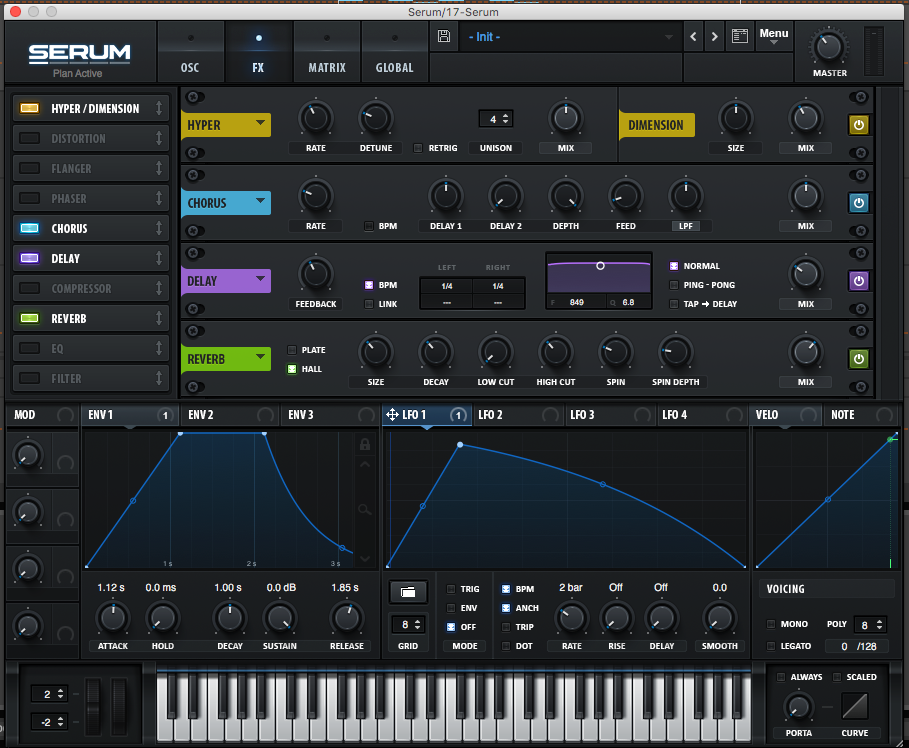 Serum/17-Serum
SERUM
Plan Active
OSC
FX
MATRIX
GLOBAL
- Init -
Menu
MASTER
HYPER / DIMENSION
DISTORTION
FLANGER
PHASER
CHORUS
DELAY
COMPRESSOR
REVERB
EQ
FILTER
HYPER
RATE
DETUNE
RETRIG
4
UNISON
MIX
DIMENSION
SIZE
MIX
CHORUS
RATE
BPM
DELAY 1
DELAY 2
DEPTH
FEED
LPF
MIX
DELAY
FEEDBACK
BPM
LINK
LEFT RIGHT
1/4 1/4
--- ---
F 849 Q 6.8
NORMAL
PING - PONG
TAP → DELAY
MIX
REVERB
PLATE
HALL
SIZE
DECAY
LOW CUT
HIGH CUT
SPIN
SPIN DEPTH
MIX
MOD
ENV 1 1
ENV 2
ENV 3
LFO 1 1
LFO 2
LFO 3
LFO 4
VELO
NOTE
1 s 2 s 3 s
1.12 s 0.0 ms 1.00 s 0.0 dB 1.85 s
ATTACK HOLD DECAY SUSTAIN RELEASE
8
GRID
TRIG
ENV
OFF
MODE
BPM
ANCH
TRIP
DOT
2 bar Off Off 0.0
RATE RISE DELAY SMOOTH
VOICING
MONO POLY 8
LEGATO 0 /128
2
-2
ALWAYS SCALED
PORTA CURVE